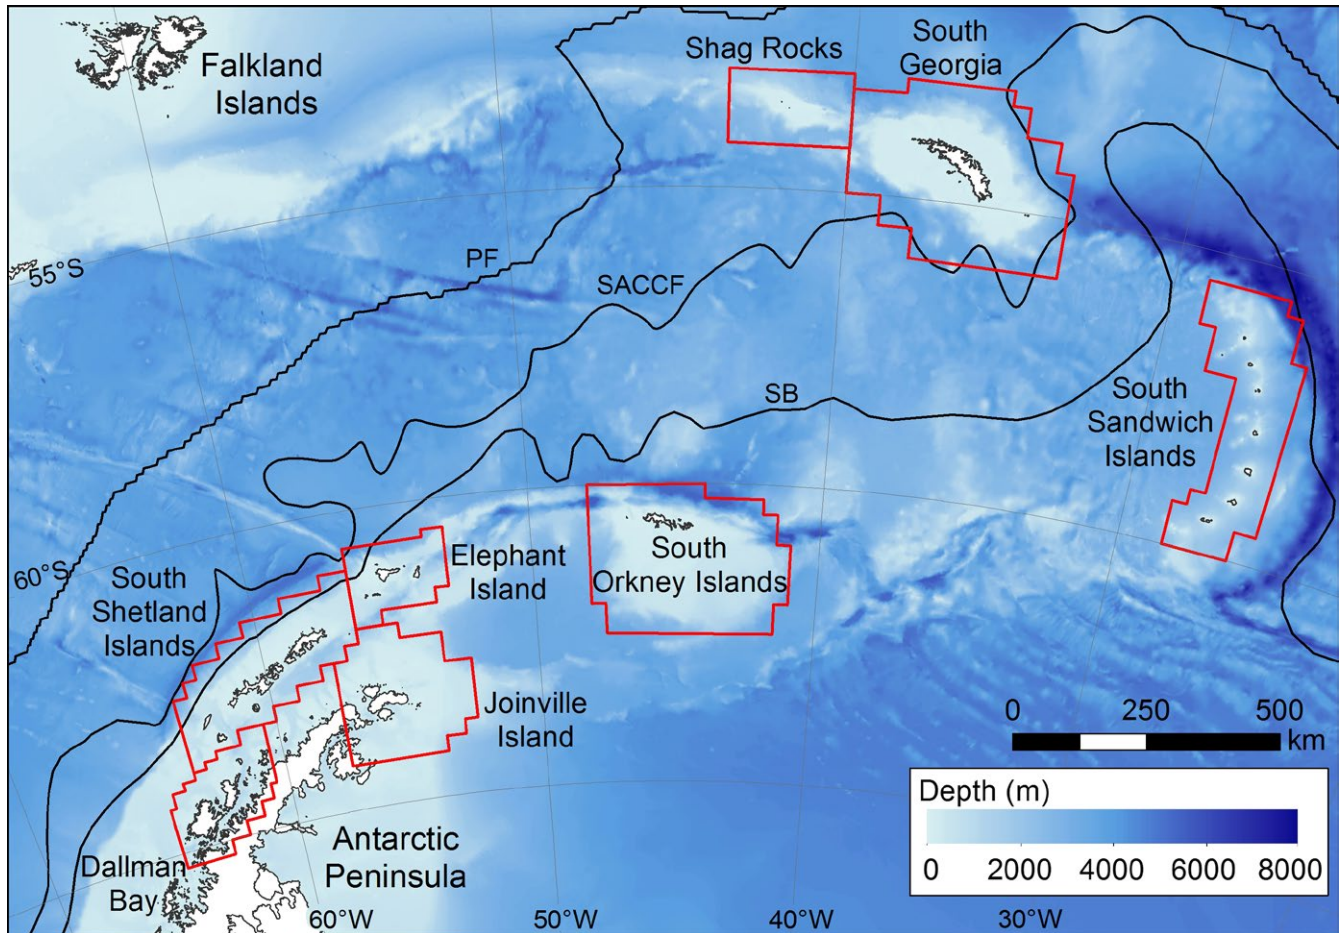 Falkland
Islands
Shag Rocks
South
Georgia
55°S
PF
SACCF
SB
South
Sandwich
Islands
60°S
South
Shetland
Islands
Elephant
Island
South
Orkney Islands
Joinville
Island
0 250 500
km
Depth (m)
0 2000 4000 6000 8000
Antarctic
Peninsula
Dallman
Bay
60°W 50°W 40°W 30°W